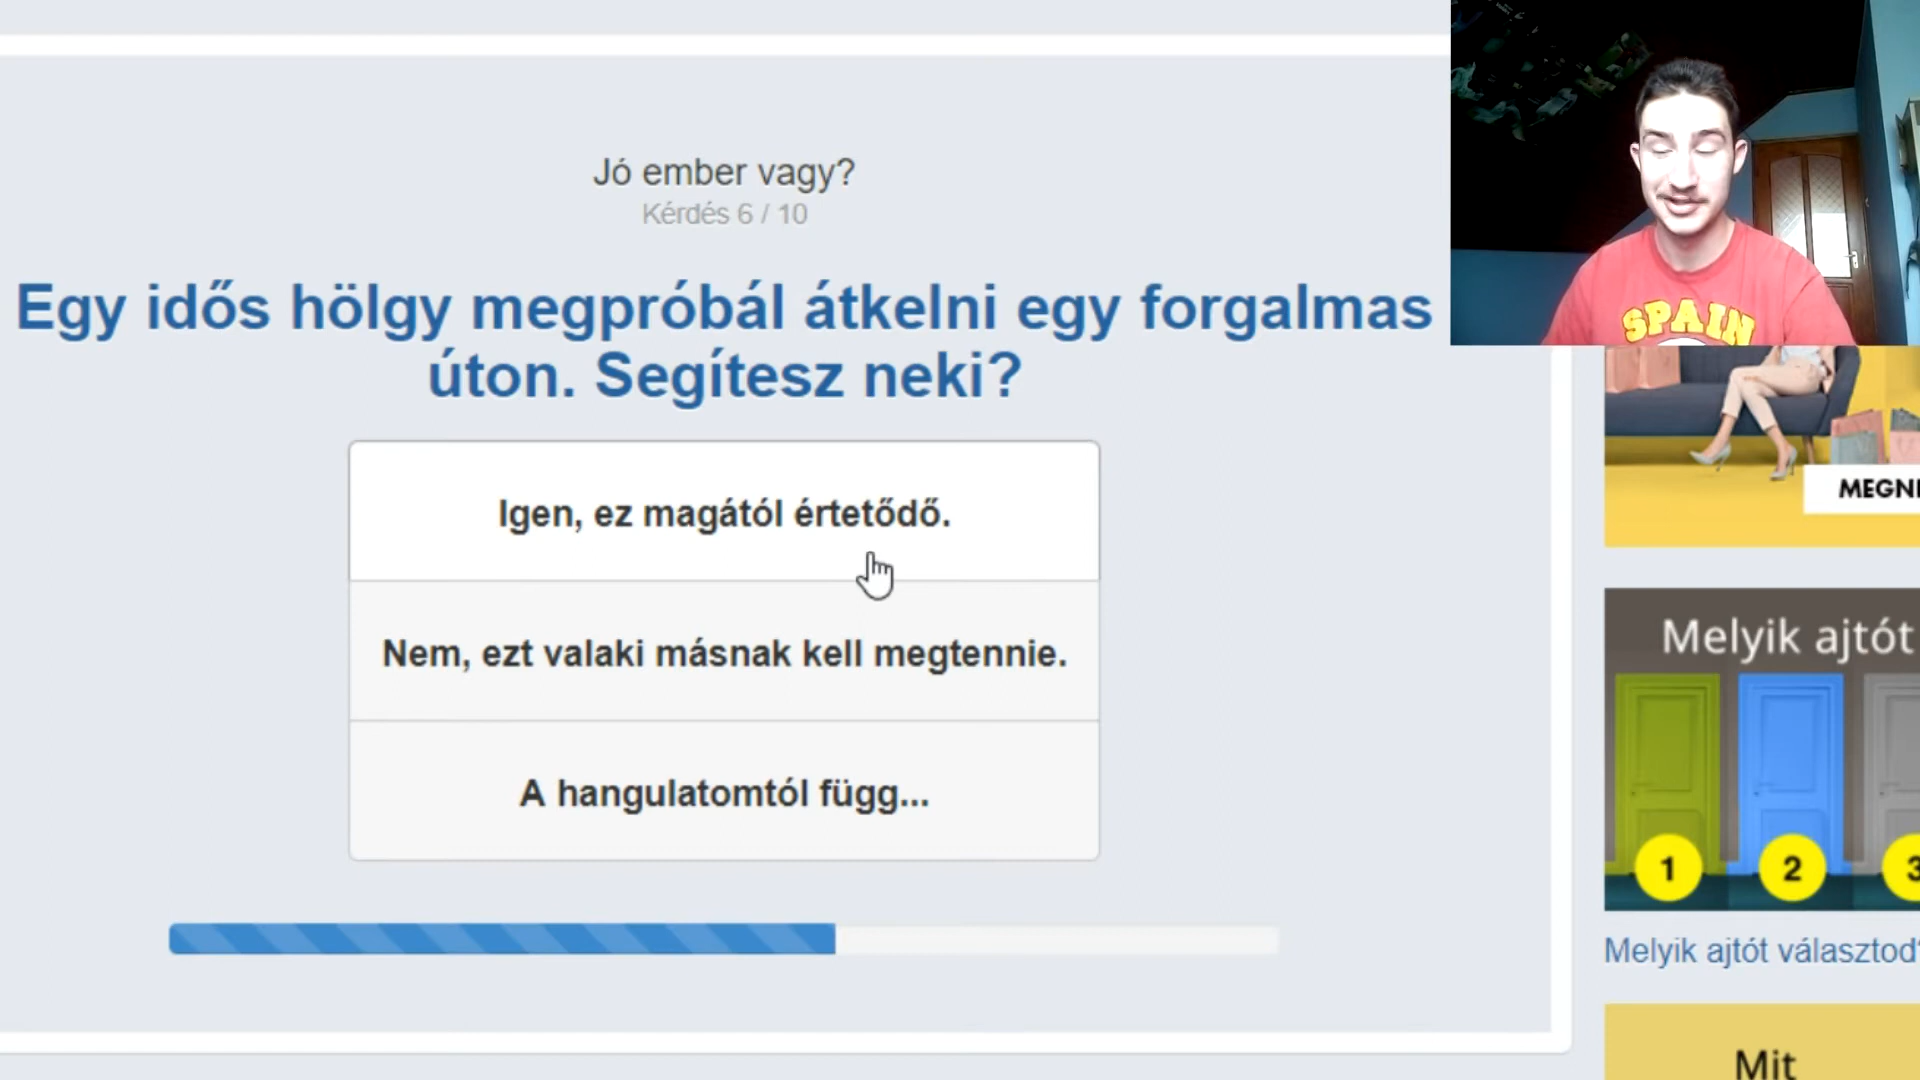 Jó ember vagy?
Kérdés 6 / 10
Egy idős hölgy megpróbál átkelni egy forgalmas
úton. Segítesz neki?
Igen, ez magától értetődő.
Nem, ezt valaki másnak kell megtennie.
A hangulatomtól függ...
SPAIN
Melyik ajtót
1 2 3
Melyik ajtót választod?
Mit